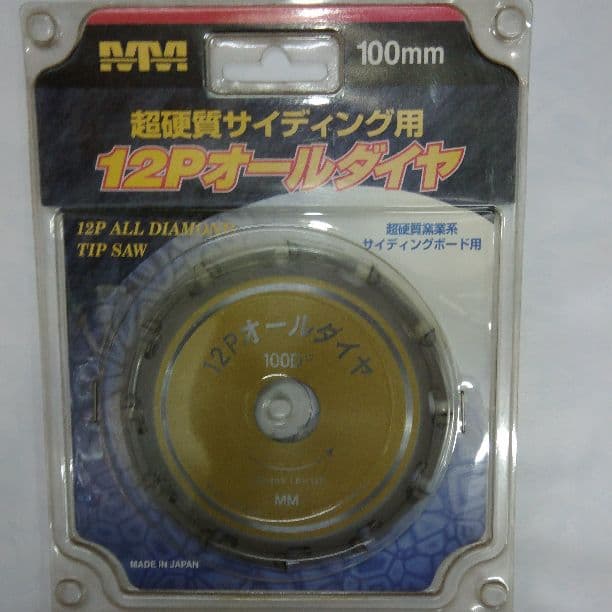 MM
100mm
超硬質サイディング用
12Pオールダイヤ
12P ALL DIAMOND
TIP SAW
超硬質窯業系
サイディングボード用
12Pオールダイヤ
MM
MADE IN JAPAN